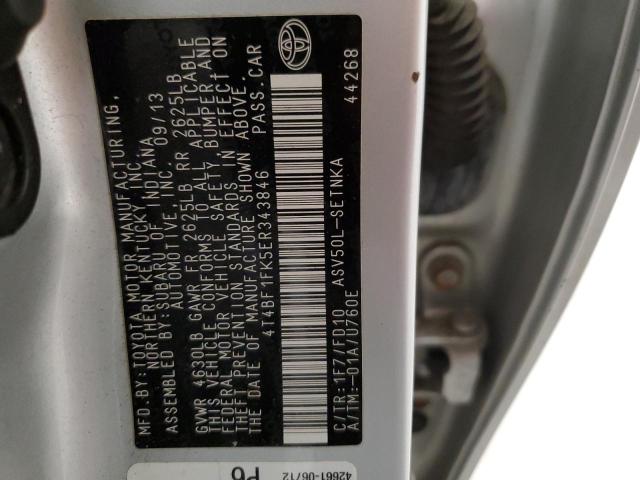 MFD. BY: TOYOTA MOTOR MANUFACTURING,
NORTHERN KENTUCKY, INC.
ASSEMBLED BY: SUBARU OF INDIANA
AUTOMOTIVE, INC. 09/13
GVWR 4630LB GAWR FR 2625LB RR 2625LB
THIS VEHICLE CONFORMS TO ALL APPLICABLE
FEDERAL MOTOR VEHICLE SAFETY, BUMPER AND
THEFT PREVENTION STANDARDS IN EFFECT ON
THE DATE OF MANUFACTURE SHOWN ABOVE.
4T4BF1FK5ER343846 PASS. CAR
ASV50L-SETNKA 44268
C/TR:1F7/FD10
A/TM:-01A/U760E
42661-06/12
P6